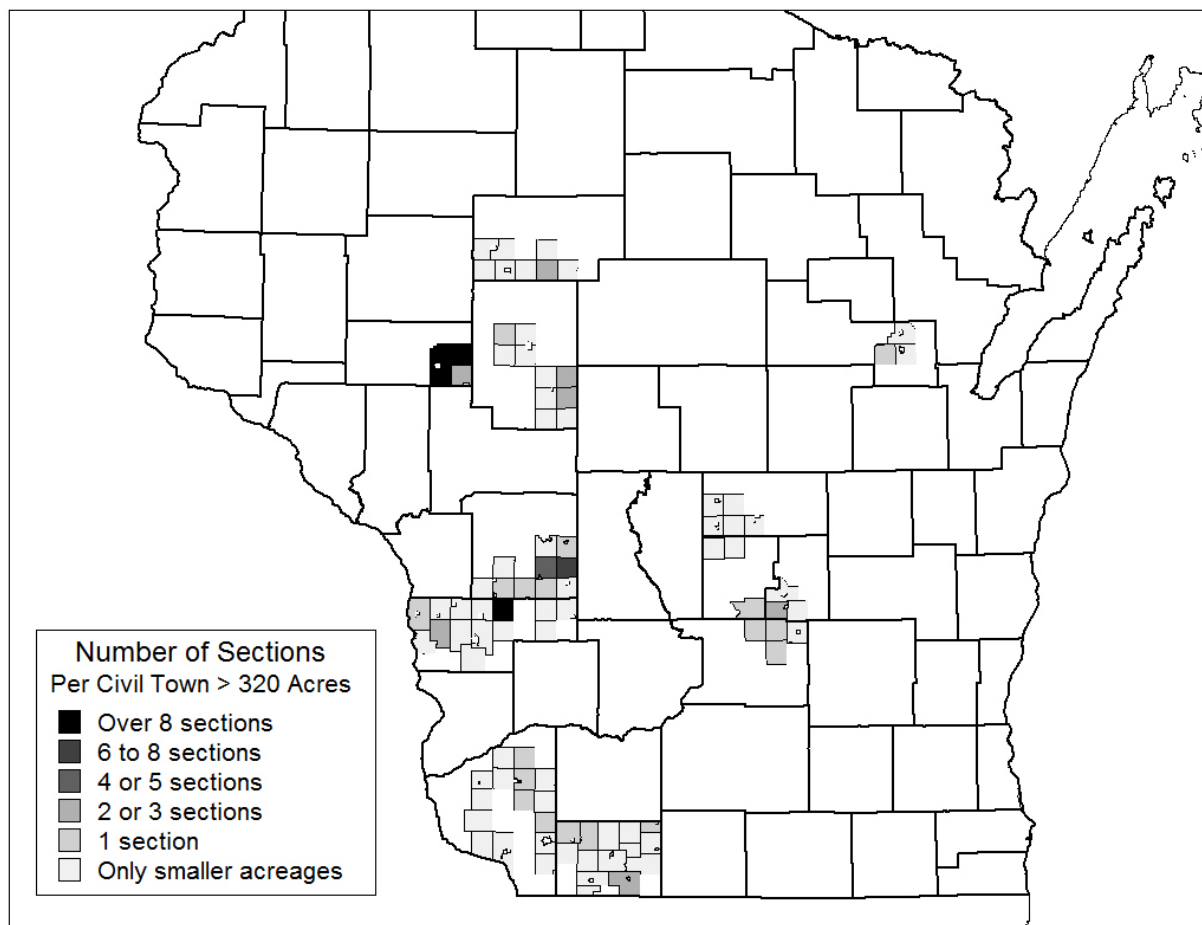 Number of Sections
Per Civil Town > 320 Acres
Over 8 sections
6 to 8 sections
4 or 5 sections
2 or 3 sections
1 section
Only smaller acreages